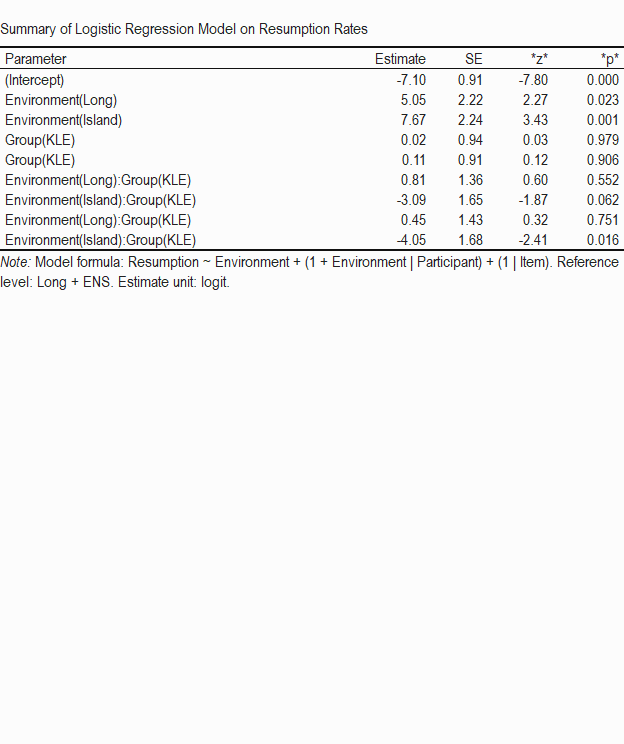 Summary of Logistic Regression Model on Resumption Rates
Parameter Estimate SE *z* *p*
(Intercept) -7.10 0.91 -7.80 0.000
Environment(Long) 5.05 2.22 2.27 0.023
Environment(Island) 7.67 2.24 3.43 0.001
Group(KLE) 0.02 0.94 0.03 0.979
Group(KLE) 0.11 0.91 0.12 0.906
Environment(Long):Group(KLE) 0.81 1.36 0.60 0.552
Environment(Island):Group(KLE) -3.09 1.65 -1.87 0.062
Environment(Long):Group(KLE) 0.45 1.43 0.32 0.751
Environment(Island):Group(KLE) -4.05 1.68 -2.41 0.016
Note: Model formula: Resumption ~ Environment + (1 + Environment | Participant) + (1 | Item). Reference
level: Long + ENS. Estimate unit: logit.